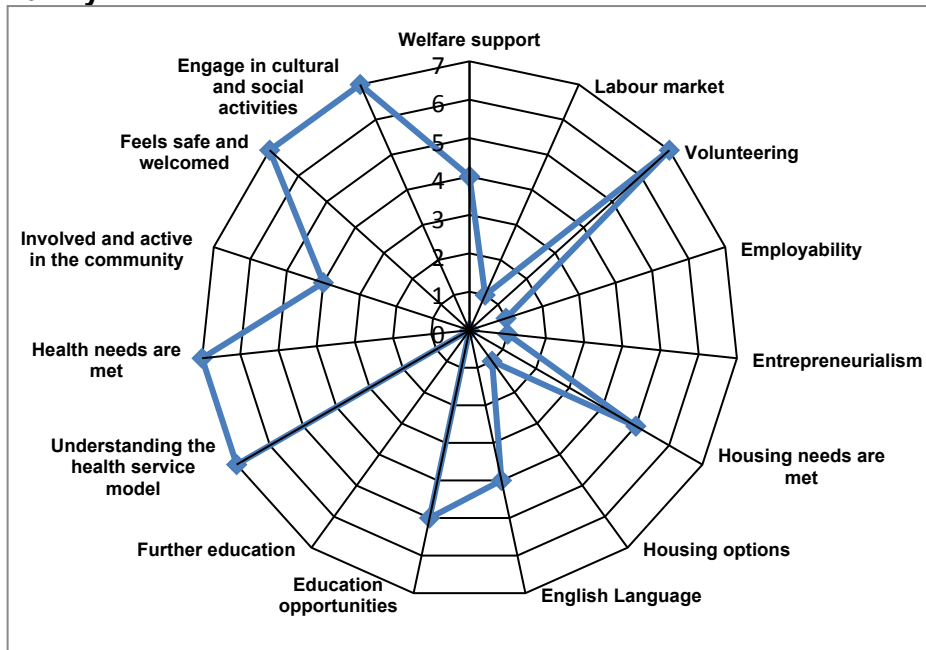 Welfare support
Engage in cultural
and social
activities
Labour market
Feels safe and
welcomed
Volunteering
Involved and active
in the community
Employability
Health needs are
met
Entrepreneurialism
Understanding the
health service
model
Housing needs are
met
Further education
Housing options
Education
opportunities
English Language
7
6
5
4
3
2
1
0